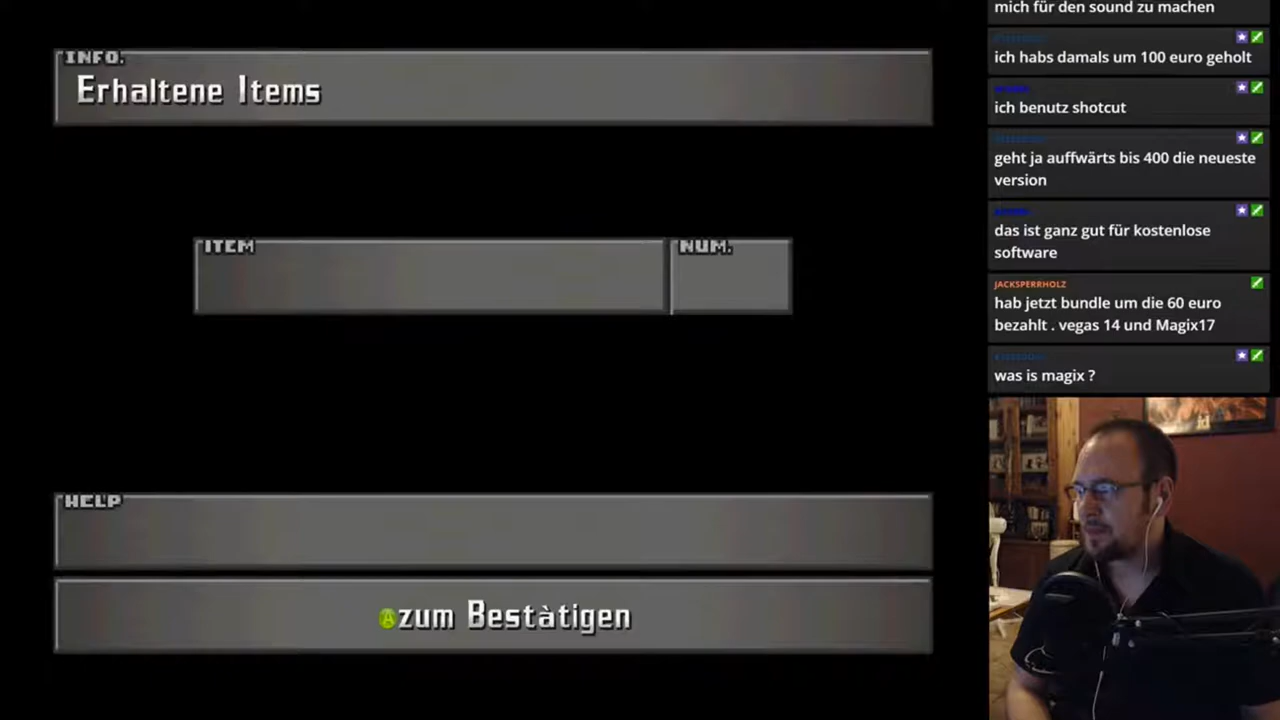 INFO.
Erhaltene Items
ITEM
NUM.
HELP
A zum Bestàtigen
mich für den sound zu machen
ich habs damals um 100 euro geholt
ich benutz shotcut
geht ja auffwärts bis 400 die neueste
version
das ist ganz gut für kostenlose
software
JACKSPERRHOLZ
hab jetzt bundle um die 60 euro
bezahlt . vegas 14 und Magix17
was is magix ?